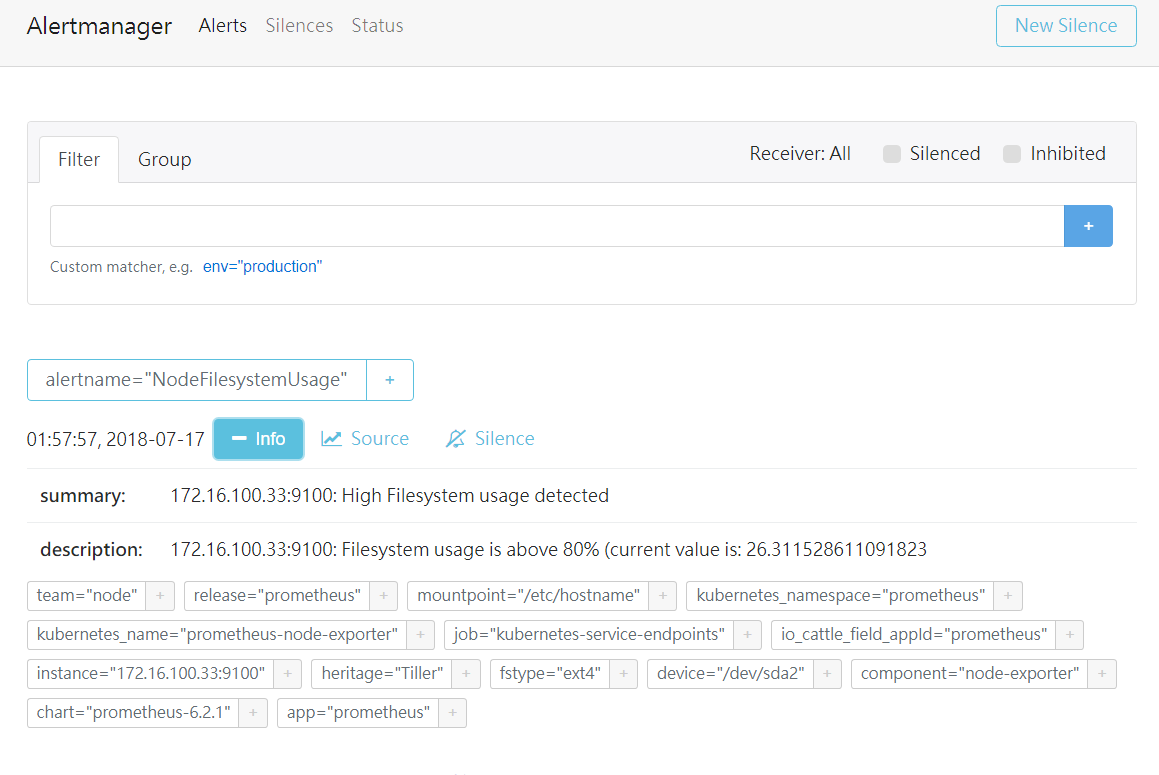 Alertmanager Alerts Silences Status New Silence
Filter Group Receiver: All Silenced Inhibited
+
Custom matcher, e.g. env="production"
alertname="NodeFilesystemUsage" +
01:57:57, 2018-07-17 Info Source Silence
summary: 172.16.100.33:9100: High Filesystem usage detected
description: 172.16.100.33:9100: Filesystem usage is above 80% (current value is: 26.311528611091823
team="node" + release="prometheus" + mountpoint="/etc/hostname" + kubernetes_namespace="prometheus" +
kubernetes_name="prometheus-node-exporter" + job="kubernetes-service-endpoints" + io_cattle_field_appId="prometheus" +
instance="172.16.100.33:9100" + heritage="Tiller" + fstype="ext4" + device="/dev/sda2" + component="node-exporter" +
chart="prometheus-6.2.1" + app="prometheus" +